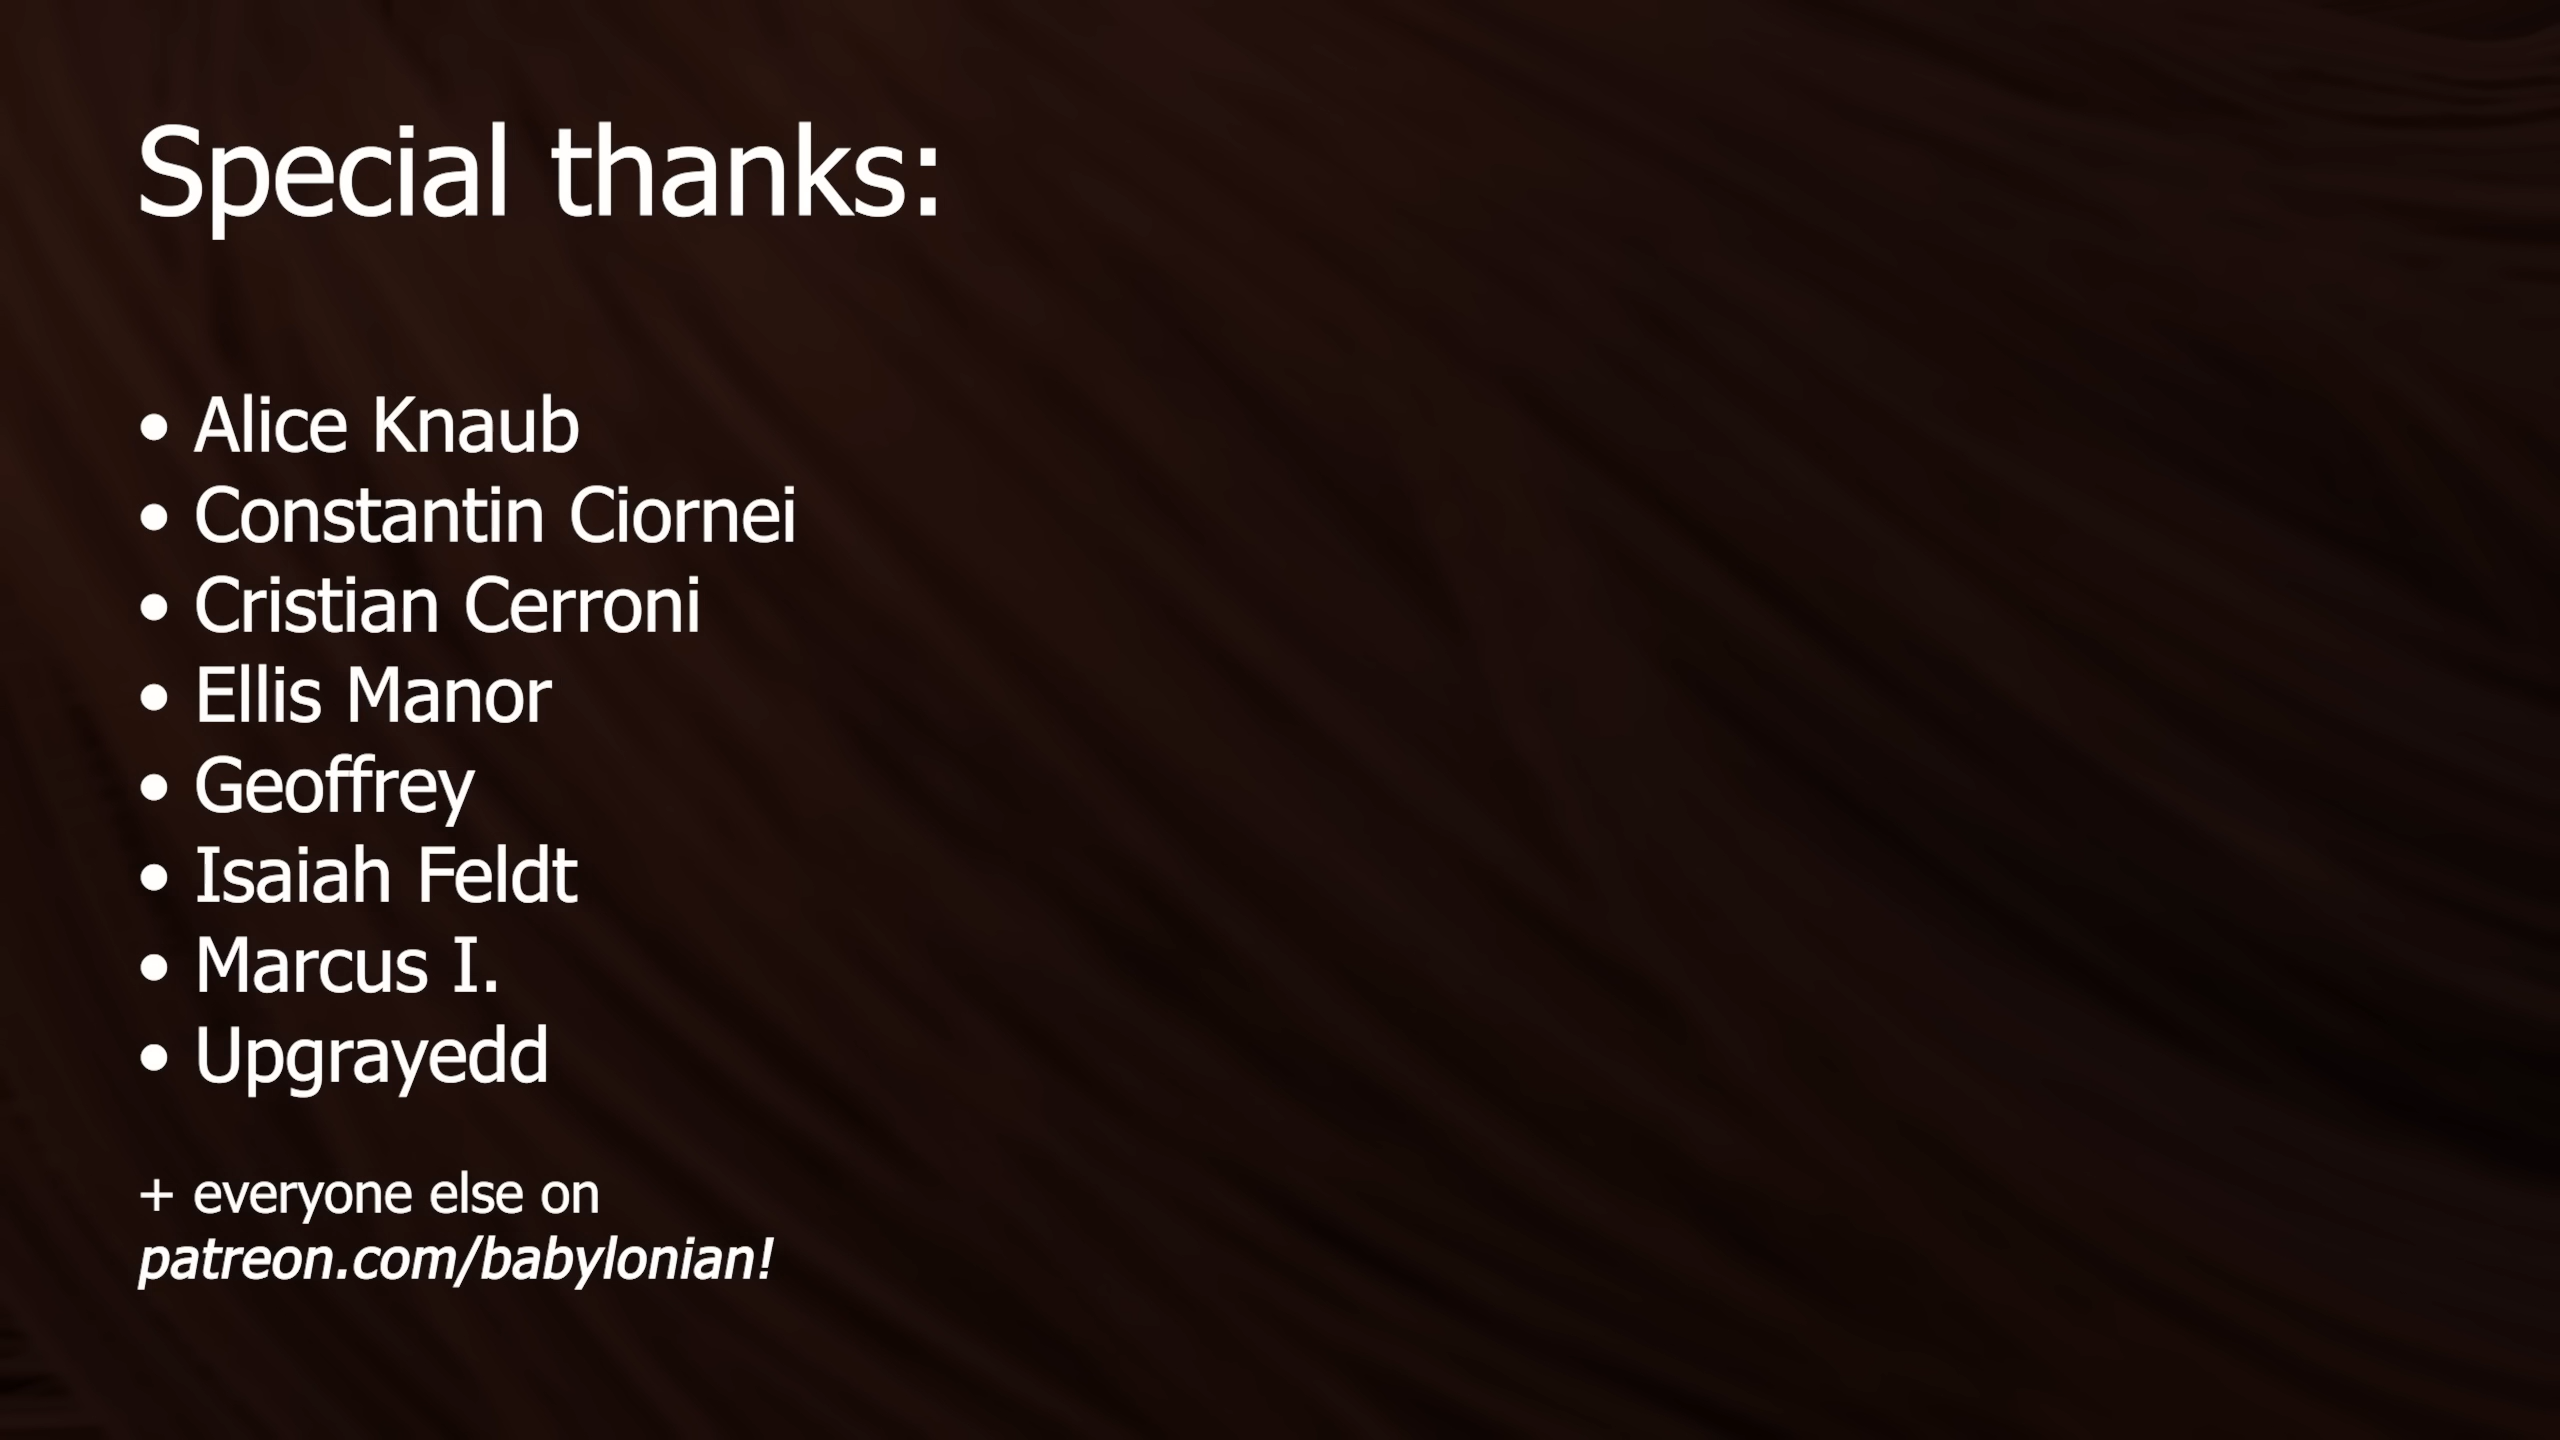 Special thanks:
• Alice Knaub
• Constantin Ciornei
• Cristian Cerroni
• Ellis Manor
• Geoffrey
• Isaiah Feldt
• Marcus I.
• Upgrayedd
+ everyone else on
patreon.com/babylonian!